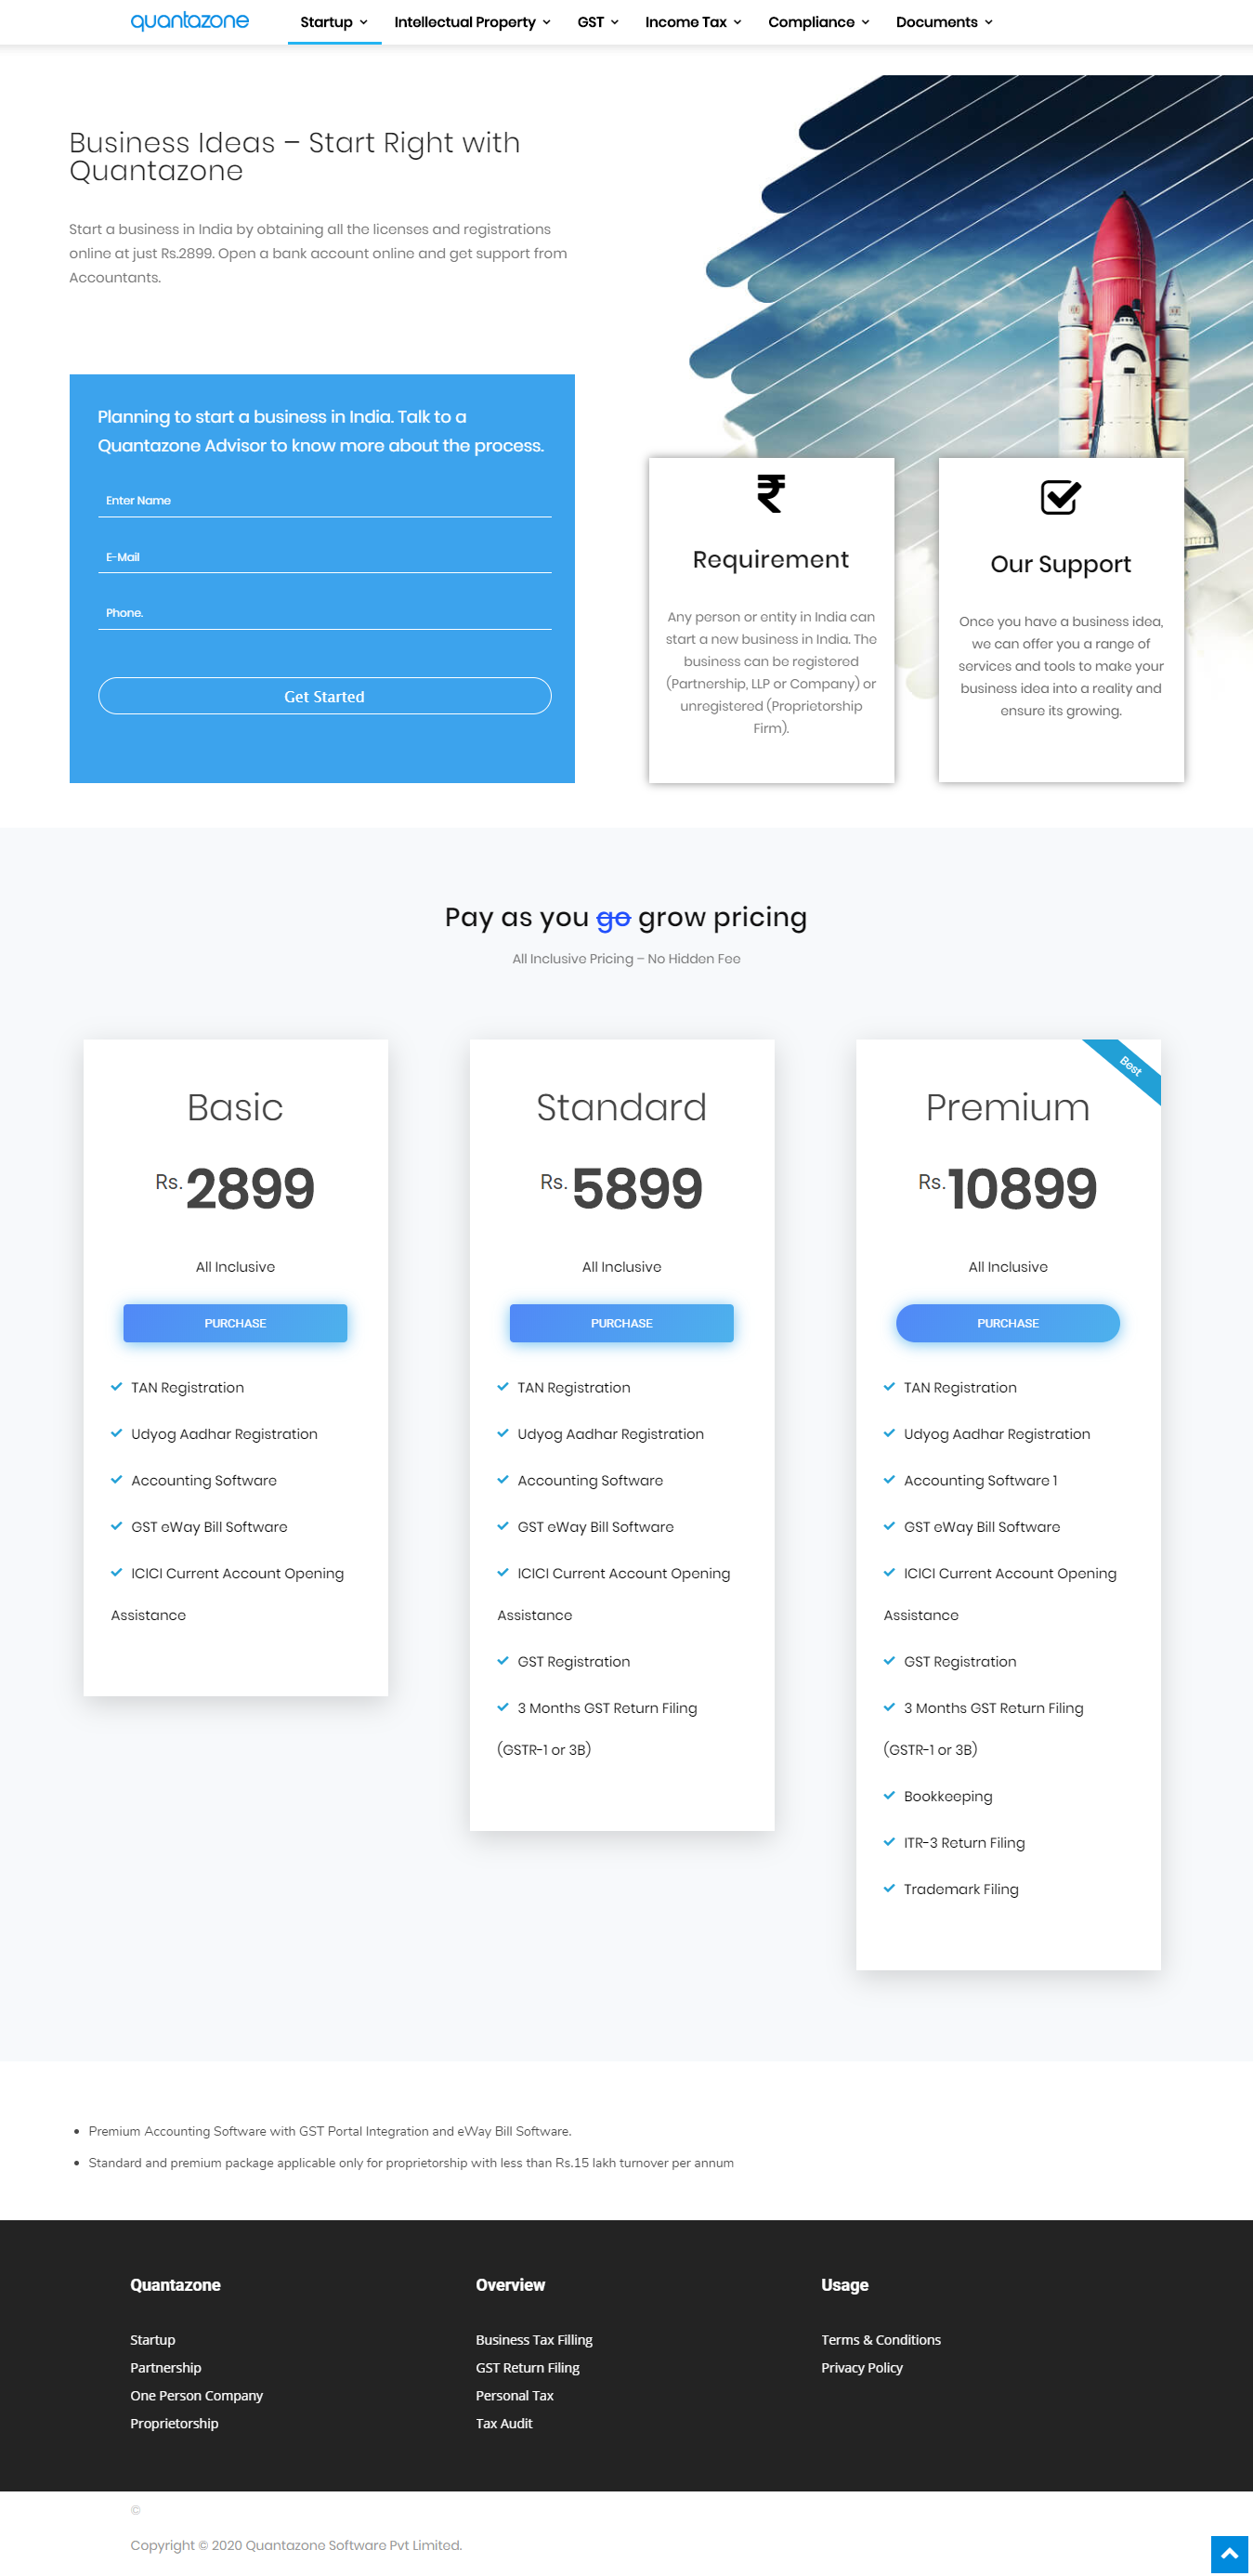 quantazone
Startup
Intellectual Property
GST
Income Tax
Compliance
Documents
Business Ideas – Start Right with
Quantazone
Start a business in India by obtaining all the licenses and registrations
online at just Rs.2899. Open a bank account online and get support from
Accountants.
Planning to start a business in India. Talk to a
Quantazone Advisor to know more about the process.
Enter Name
E-Mail
Phone.
Get Started
Requirement
Any person or entity in India can
start a new business in India. The
business can be registered
(Partnership, LLP or Company) or
unregistered (Proprietorship
Firm).
Our Support
Once you have a business idea,
we can offer you a range of
services and tools to make your
business idea into a reality and
ensure its growing.
Pay as you go grow pricing
All Inclusive Pricing – No Hidden Fee
Basic
Rs. 2899
All Inclusive
PURCHASE
TAN Registration
Udyog Aadhar Registration
Accounting Software
GST eWay Bill Software
ICICI Current Account Opening
Assistance
Standard
Rs. 5899
All Inclusive
PURCHASE
TAN Registration
Udyog Aadhar Registration
Accounting Software
GST eWay Bill Software
ICICI Current Account Opening
Assistance
GST Registration
3 Months GST Return Filing
(GSTR-1 or 3B)
Best
Premium
Rs. 10899
All Inclusive
PURCHASE
TAN Registration
Udyog Aadhar Registration
Accounting Software 1
GST eWay Bill Software
ICICI Current Account Opening
Assistance
GST Registration
3 Months GST Return Filing
(GSTR-1 or 3B)
Bookkeeping
ITR-3 Return Filing
Trademark Filing
• Premium Accounting Software with GST Portal Integration and eWay Bill Software.
• Standard and premium package applicable only for proprietorship with less than Rs.15 lakh turnover per annum
Quantazone
Startup
Partnership
One Person Company
Proprietorship
Overview
Business Tax Filling
GST Return Filing
Personal Tax
Tax Audit
Usage
Terms & Conditions
Privacy Policy
©
Copyright © 2020 Quantazone Software Pvt Limited.